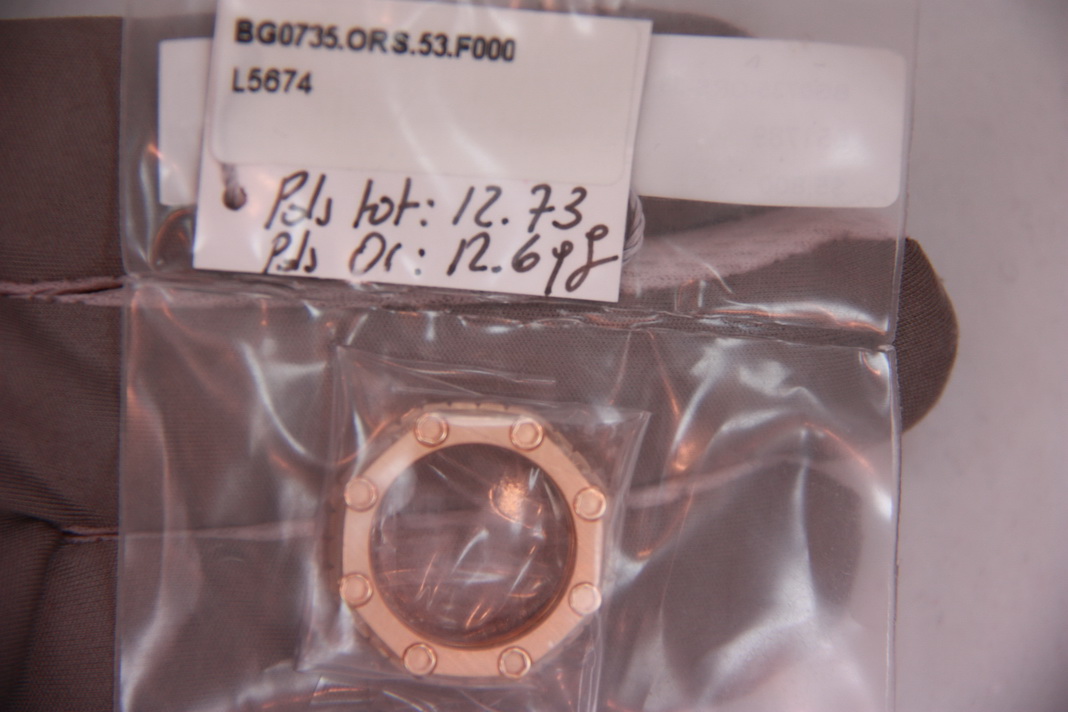 BG0735.ORS.53.F000
L5674
Pds tot: 12.73
Pds Or: 12.69g